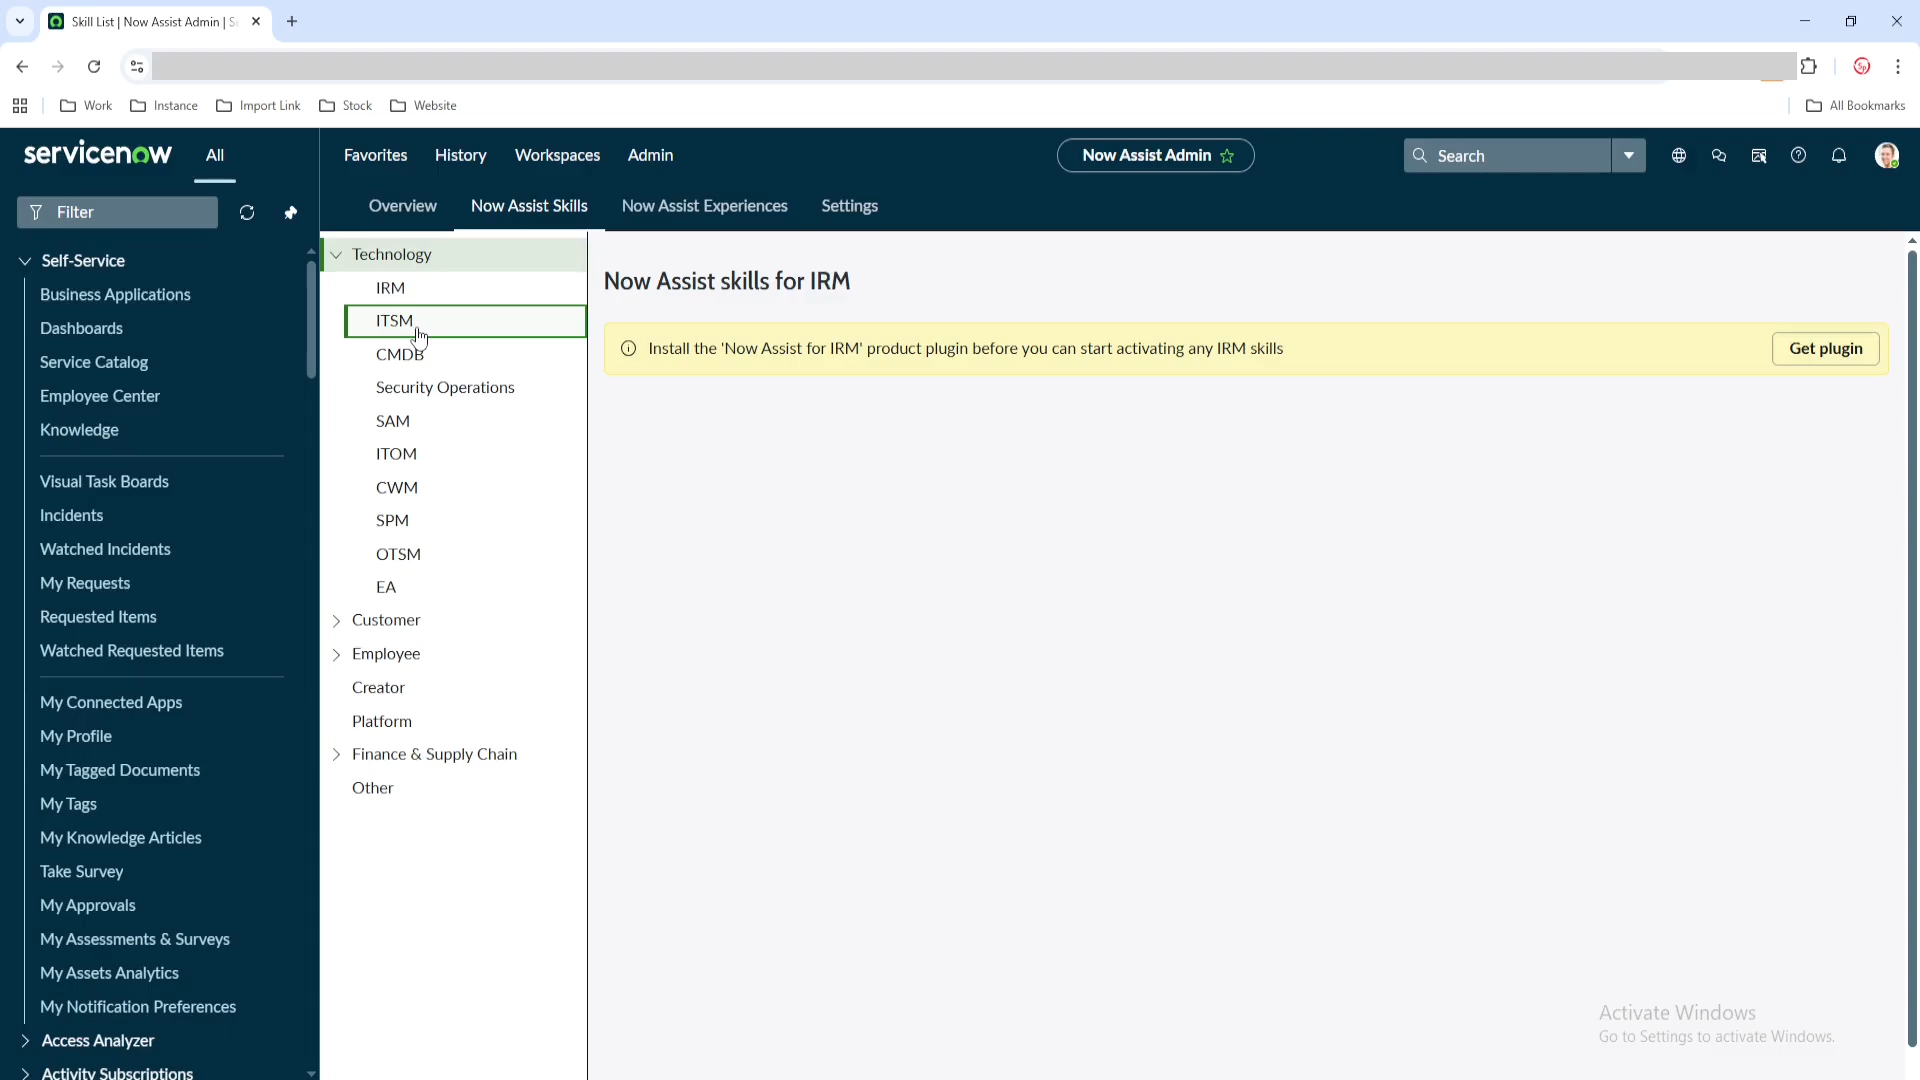 Skill List | Now Assist Admin | S
Work
Instance
Import Link
Stock
Website
All Bookmarks
servicenow
All
Favorites
History
Workspaces
Admin
Now Assist Admin
Search
Filter
Overview
Now Assist Skills
Now Assist Experiences
Settings
Self-Service
Business Applications
Dashboards
Service Catalog
Employee Center
Knowledge
Visual Task Boards
Incidents
Watched Incidents
My Requests
Requested Items
Watched Requested Items
My Connected Apps
My Profile
My Tagged Documents
My Tags
My Knowledge Articles
Take Survey
My Approvals
My Assessments & Surveys
My Assets Analytics
My Notification Preferences
Access Analyzer
Activity Subscriptions
Technology
IRM
ITSM
CMDB
Security Operations
SAM
ITOM
CWM
SPM
OTSM
EA
Customer
Employee
Creator
Platform
Finance & Supply Chain
Other
Now Assist skills for IRM
Install the 'Now Assist for IRM' product plugin before you can start activating any IRM skills
Get plugin
Activate Windows
Go to Settings to activate Windows.